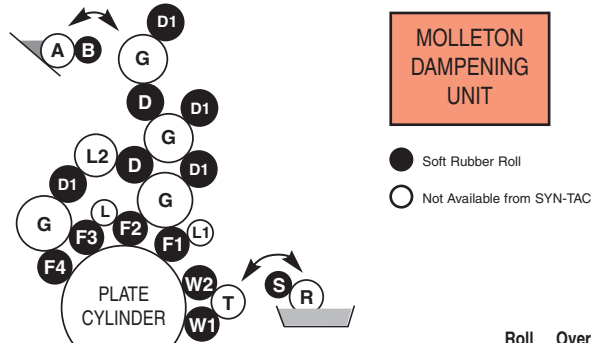 D1
A B
G
MOLLETON
DAMPENING
UNIT
D
D1
G
L2
D
D1
Soft Rubber Roll
D1
G
Not Available from SYN-TAC
G
L
F3
F2
F1
L1
F4
W2
S
R
T
PLATE
CYLINDER
W1
Roll Over